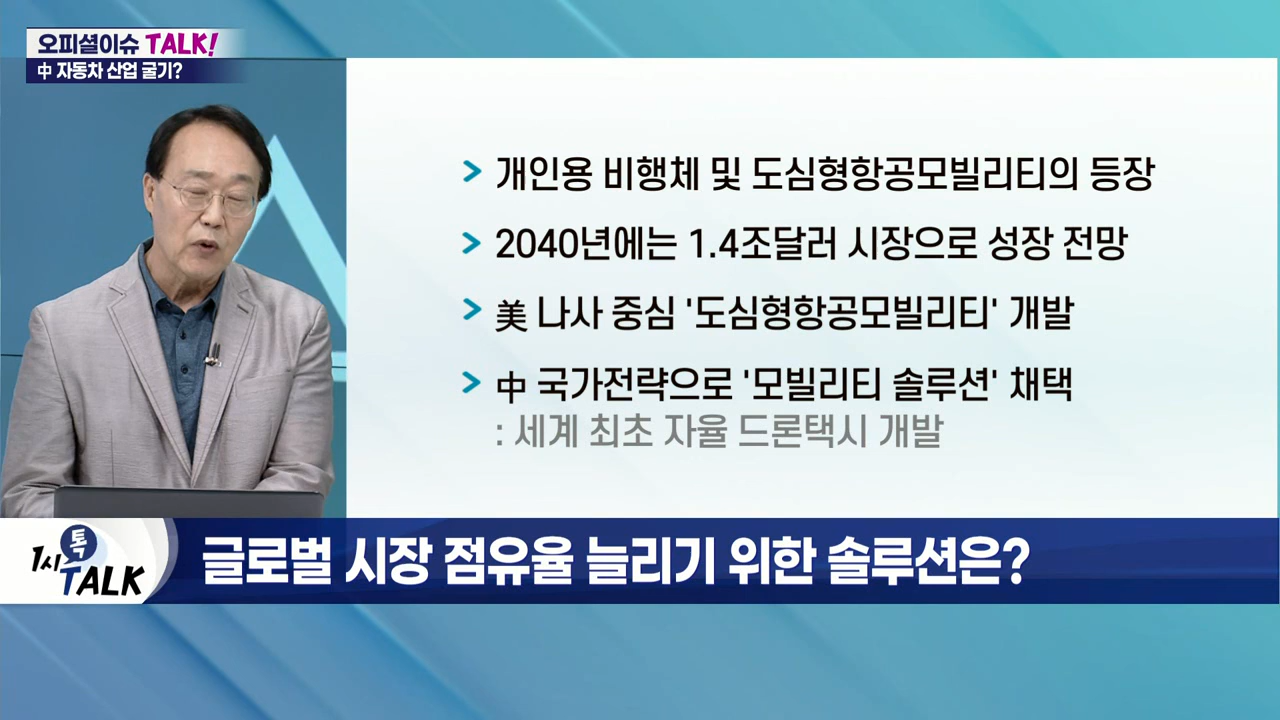 오피셜이슈 TALK!
中 자동차 산업 굴기?
> 개인용 비행체 및 도심형항공모빌리티의 등장
> 2040년에는 1.4조달러 시장으로 성장 전망
> 美 나사 중심 '도심형항공모빌리티' 개발
> 中 국가전략으로 '모빌리티 솔루션' 채택
: 세계 최초 자율 드론택시 개발
1시 톡 TALK
글로벌 시장 점유율 늘리기 위한 솔루션은?